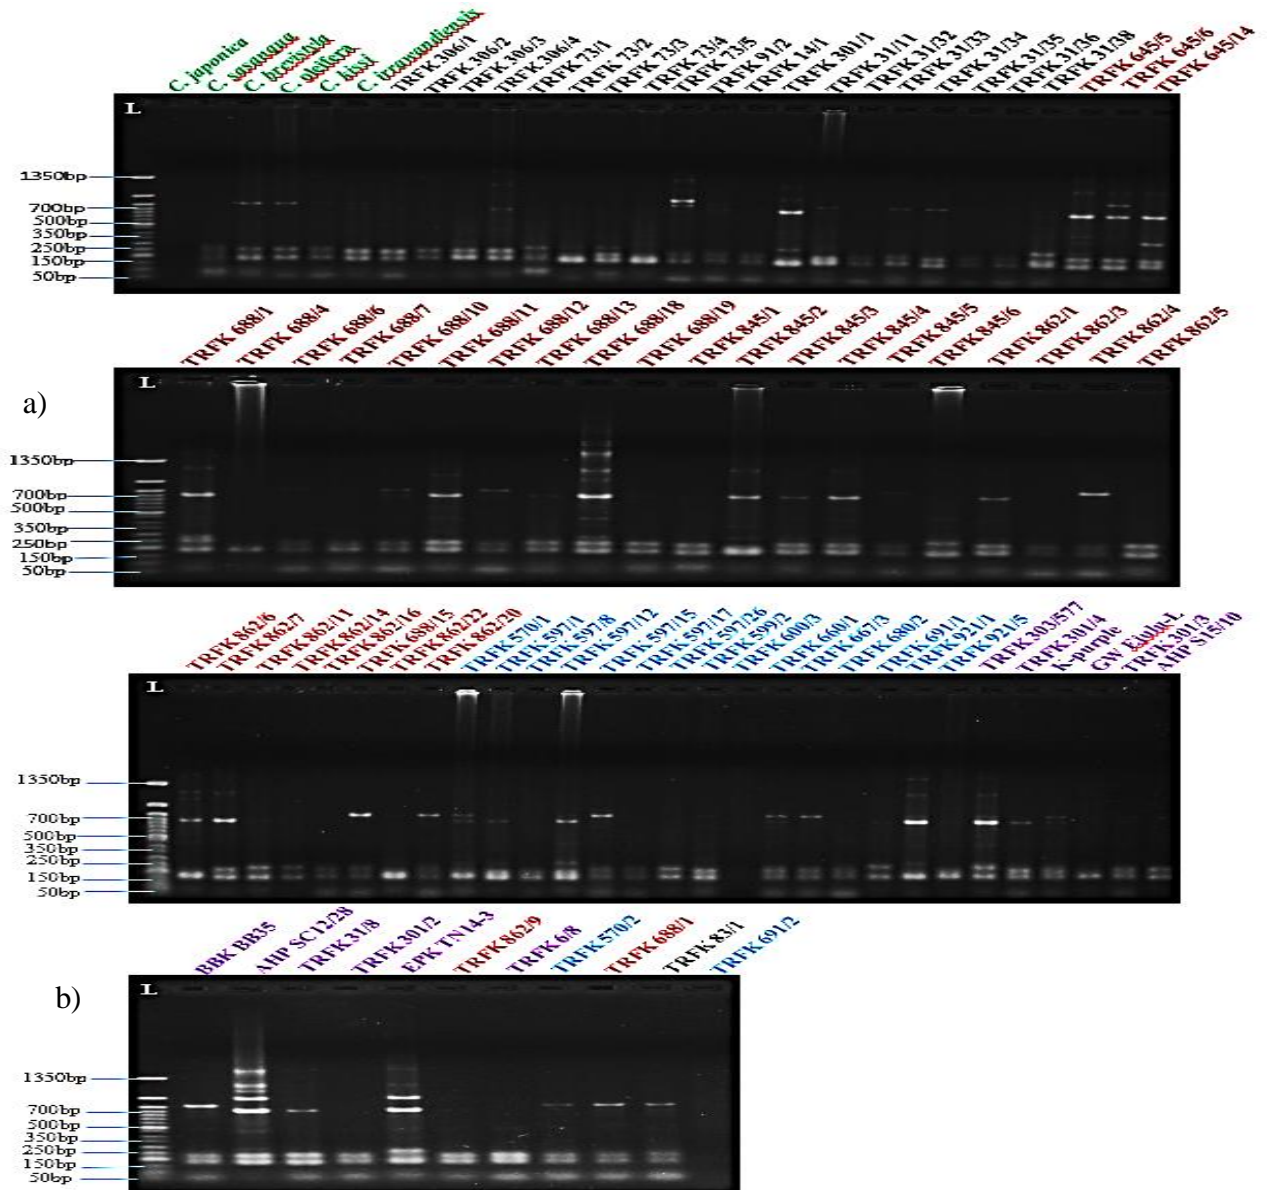 C. japonica
C. sasanqua
C. brevistyla
C. oleifera
C. kissi
C. irrawandiensis
TRFK 306/1
TRFK 306/2
TRFK 306/3
TRFK 306/4
TRFK 73/1
TRFK 73/2
TRFK 73/3
TRFK 73/4
TRFK 73/5
TRFK 91/2
TRFK 14/1
TRFK 301/1
TRFK 31/11
TRFK 31/32
TRFK 31/33
TRFK 31/34
TRFK 31/35
TRFK 31/36
TRFK 31/38
TRFK 645/5
TRFK 645/6
TRFK 645/14
L
1350bp
700bp
500bp
350bp
250bp
150bp
50bp
TRFK 688/1
TRFK 688/4
TRFK 688/6
TRFK 688/7
TRFK 688/10
TRFK 688/11
TRFK 688/12
TRFK 688/13
TRFK 688/18
TRFK 688/19
TRFK 845/1
TRFK 845/2
TRFK 845/3
TRFK 845/4
TRFK 845/5
TRFK 845/6
TRFK 862/1
TRFK 862/3
TRFK 862/4
TRFK 862/5
L
a)
1350bp
700bp
500bp
350bp
250bp
150bp
50bp
TRFK 862/6
TRFK 862/7
TRFK 862/11
TRFK 862/14
TRFK 862/16
TRFK 688/15
TRFK 862/22
TRFK 862/20
TRFK 570/1
TRFK 597/1
TRFK 597/8
TRFK 597/12
TRFK 597/15
TRFK 597/17
TRFK 597/26
TRFK 599/2
TRFK 600/3
TRFK 660/1
TRFK 667/3
TRFK 680/2
TRFK 691/1
TRFK 921/1
TRFK 921/5
TRFK 303/577
TRFK 301/4
K-purple
GW Ejulu-L
TRFK 301/3
AHP S15/10
L
1350bp
700bp
500bp
350bp
250bp
150bp
50bp
BBK BB35
AHP SC12/28
TRFK 31/8
TRFK 301/2
EPK TN14-3
TRFK 862/9
TRFK 6/8
TRFK 570/2
TRFK 688/1
TRFK 83/1
TRFK 691/2
b)
L
1350bp
700bp
500bp
350bp
250bp
150bp
50bp